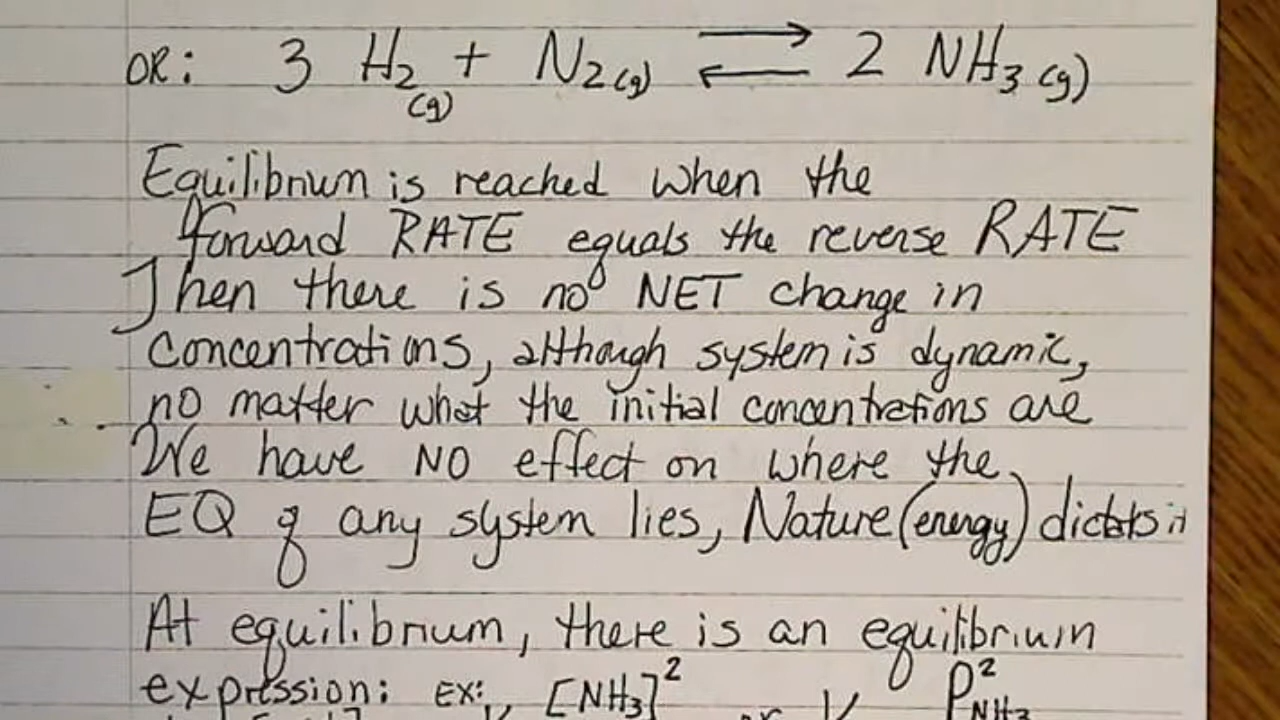 OR: 3 H₂(g) + N₂(g) ⇌ 2 NH₃(g)
Equilibrium is reached when the
forward RATE equals the reverse RATE
Then there is no NET change in
concentrations, although system is dynamic,
no matter what the initial concentrations are
We have NO effect on where the
EQ of any system lies, Nature (energy) dictates it
At equilibrium, there is an equilibrium
expression: EX: [NH₃]² or P²NH₃